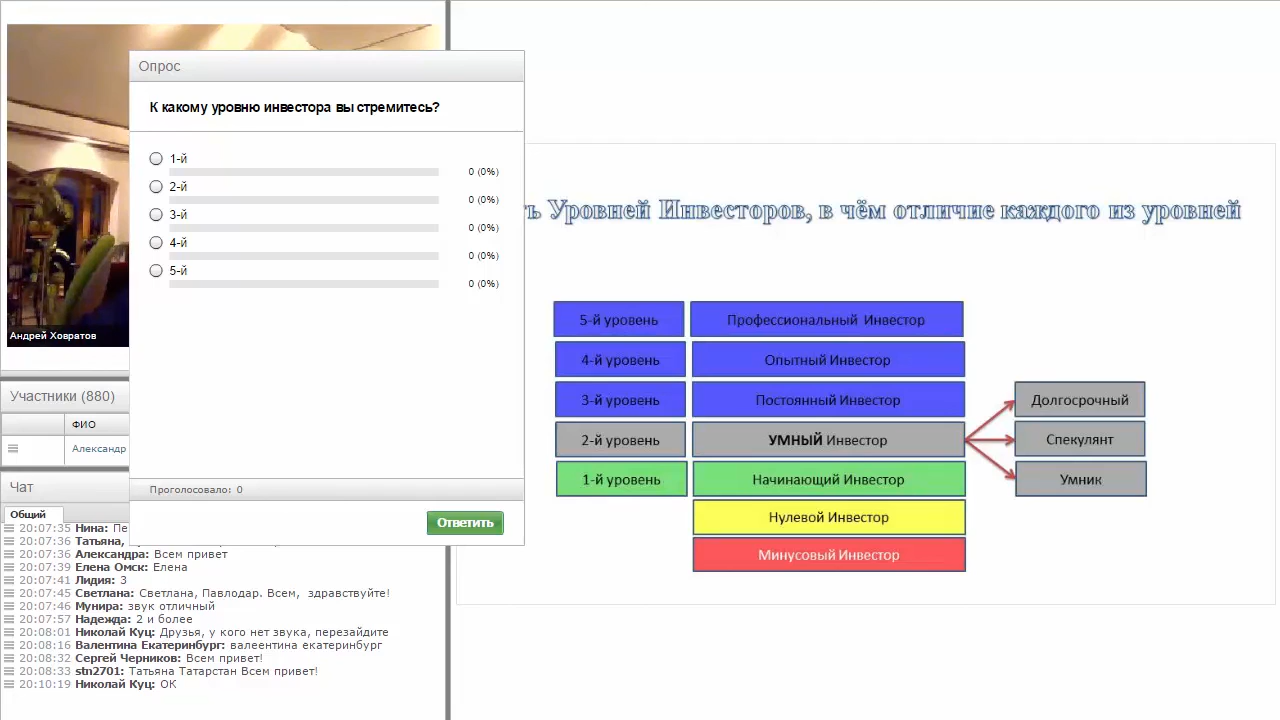 Опрос
К какому уровню инвестора вы стремитесь?
1-й
0 (0%)
2-й
0 (0%)
3-й
0 (0%)
4-й
0 (0%)
5-й
0 (0%)
Проголосовало: 0
Ответить
Андрей Ховратов
Участники (880)
ФИО
Александр
Чат
Общий
20:07:35 Нина: Пе
20:07:36 Татьяна,
20:07:36 Александра: Всем привет
20:07:39 Елена Омск: Елена
20:07:41 Лидия: 3
20:07:45 Светлана: Светлана, Павлодар. Всем, здравствуйте!
20:07:46 Мунира: звук отличный
20:07:57 Надежда: 2 и более
20:08:01 Николай Куц: Друзья, у кого нет звука, перезайдите
20:08:16 Валентина Екатеринбург: валеентина екатеринбург
20:08:32 Сергей Черников: Всем привет!
20:08:33 stn2701: Татьяна Татарстан Всем привет!
20:10:19 Николай Куц: ОК
ь Уровней Инвесторов, в чём отличие каждого из уровней
5-й уровень Профессиональный Инвестор
4-й уровень Опытный Инвестор
3-й уровень Постоянный Инвестор Долгосрочный
2-й уровень УМНЫЙ Инвестор Спекулянт
1-й уровень Начинающий Инвестор Умник
Нулевой Инвестор
Минусовый Инвестор